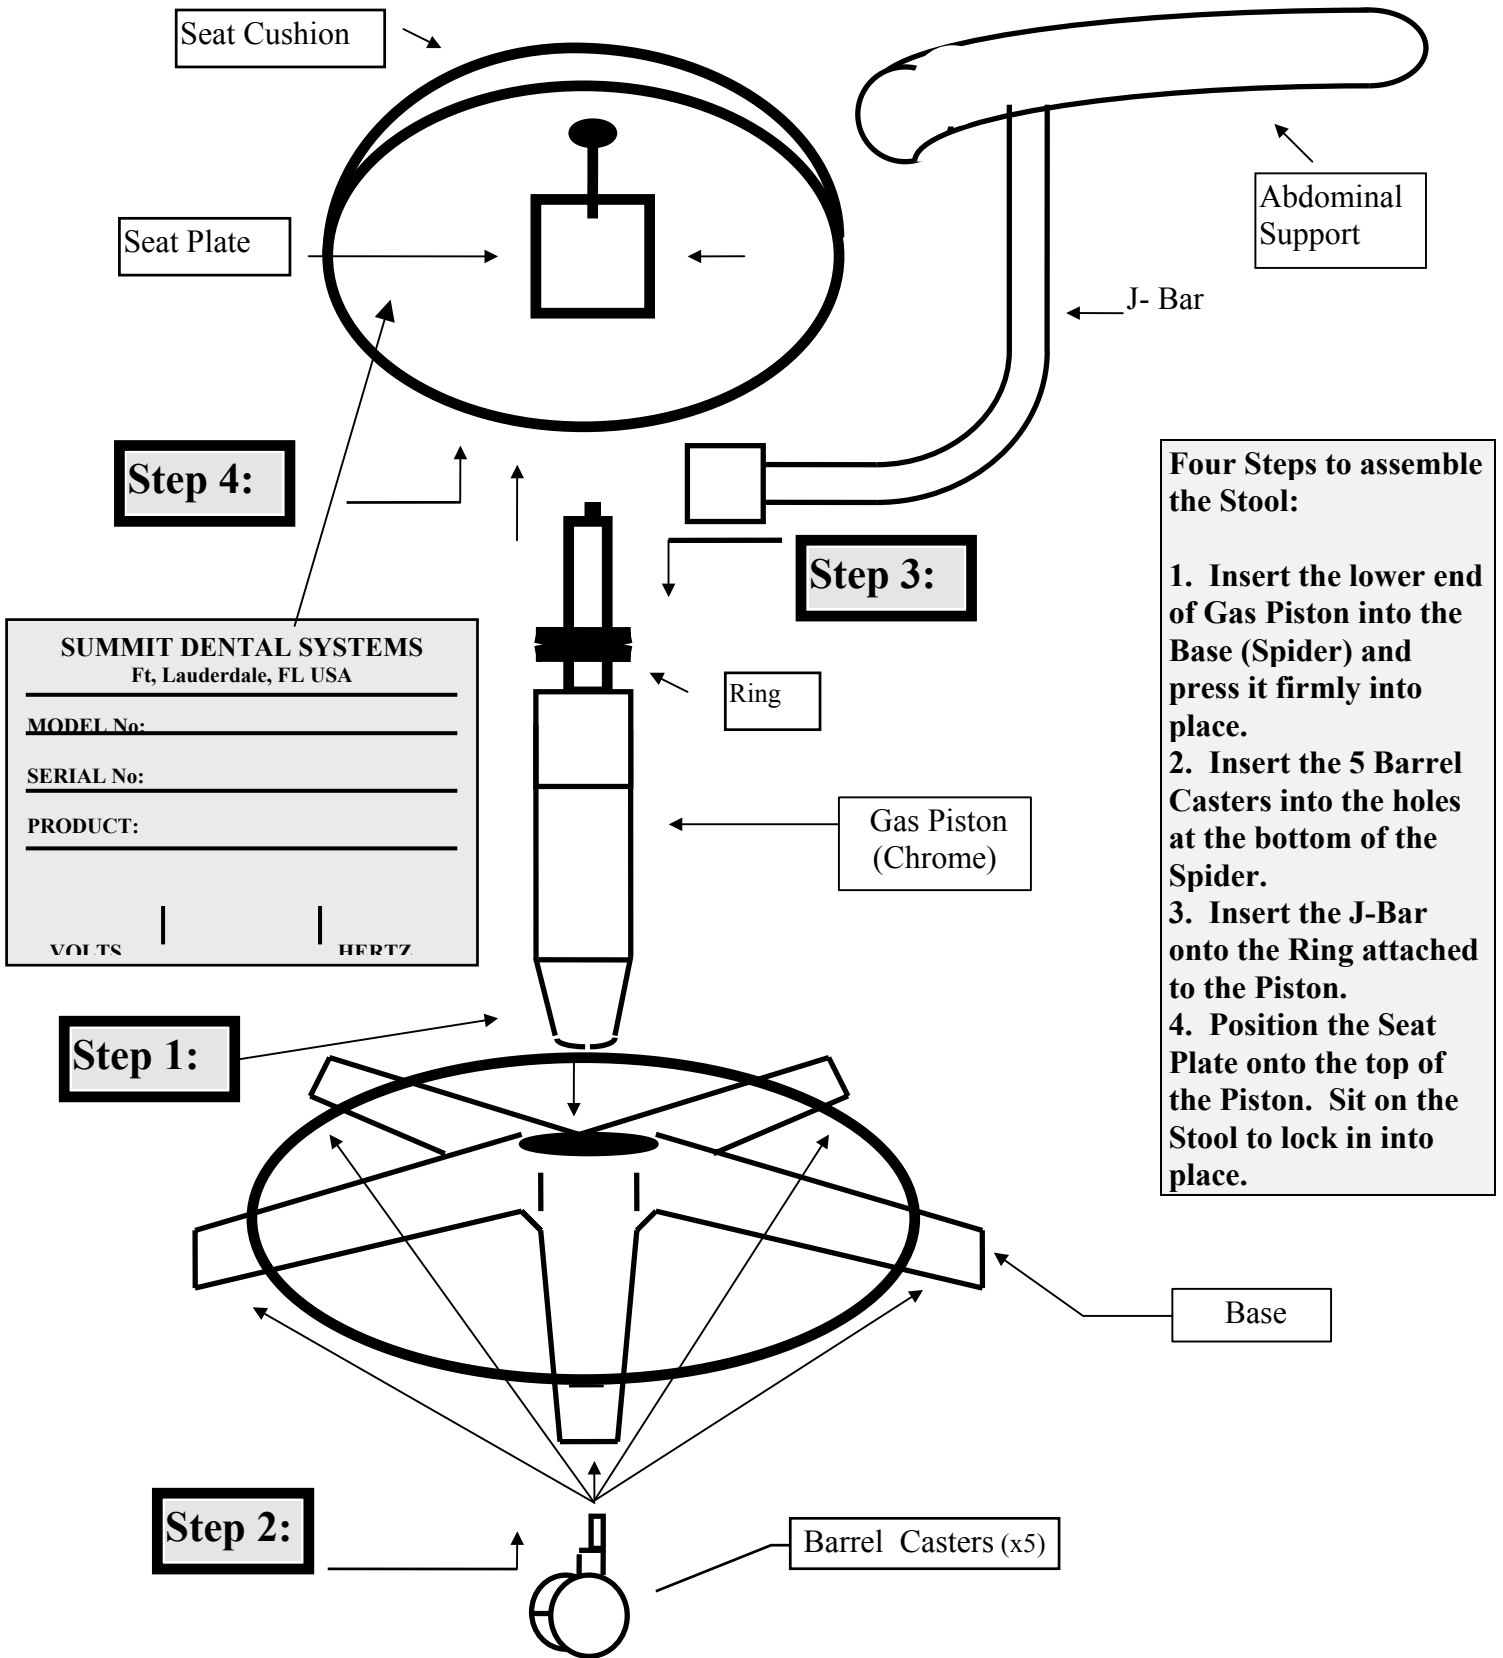 Seat Cushion
Abdominal
Support
Seat Plate
J- Bar
Step 4:
Step 3:
Four Steps to assemble
the Stool:
1. Insert the lower end
of Gas Piston into the
Base (Spider) and
press it firmly into
place.
2. Insert the 5 Barrel
Casters into the holes
at the bottom of the
Spider.
3. Insert the J-Bar
onto the Ring attached
to the Piston.
4. Position the Seat
Plate onto the top of
the Piston. Sit on the
Stool to lock in into
place.
SUMMIT DENTAL SYSTEMS
Ft, Lauderdale, FL USA
MODEL No:
SERIAL No:
PRODUCT:
VOLTS HERTZ
Ring
Gas Piston
(Chrome)
Step 1:
Base
Step 2:
Barrel Casters (x5)